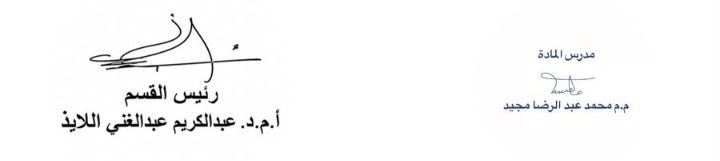 مدرس المادة
م.م محمد عبد الرضا مجيد
رئيس القسم
أ.م.د. عبدالكريم عبدالغني اللايذ